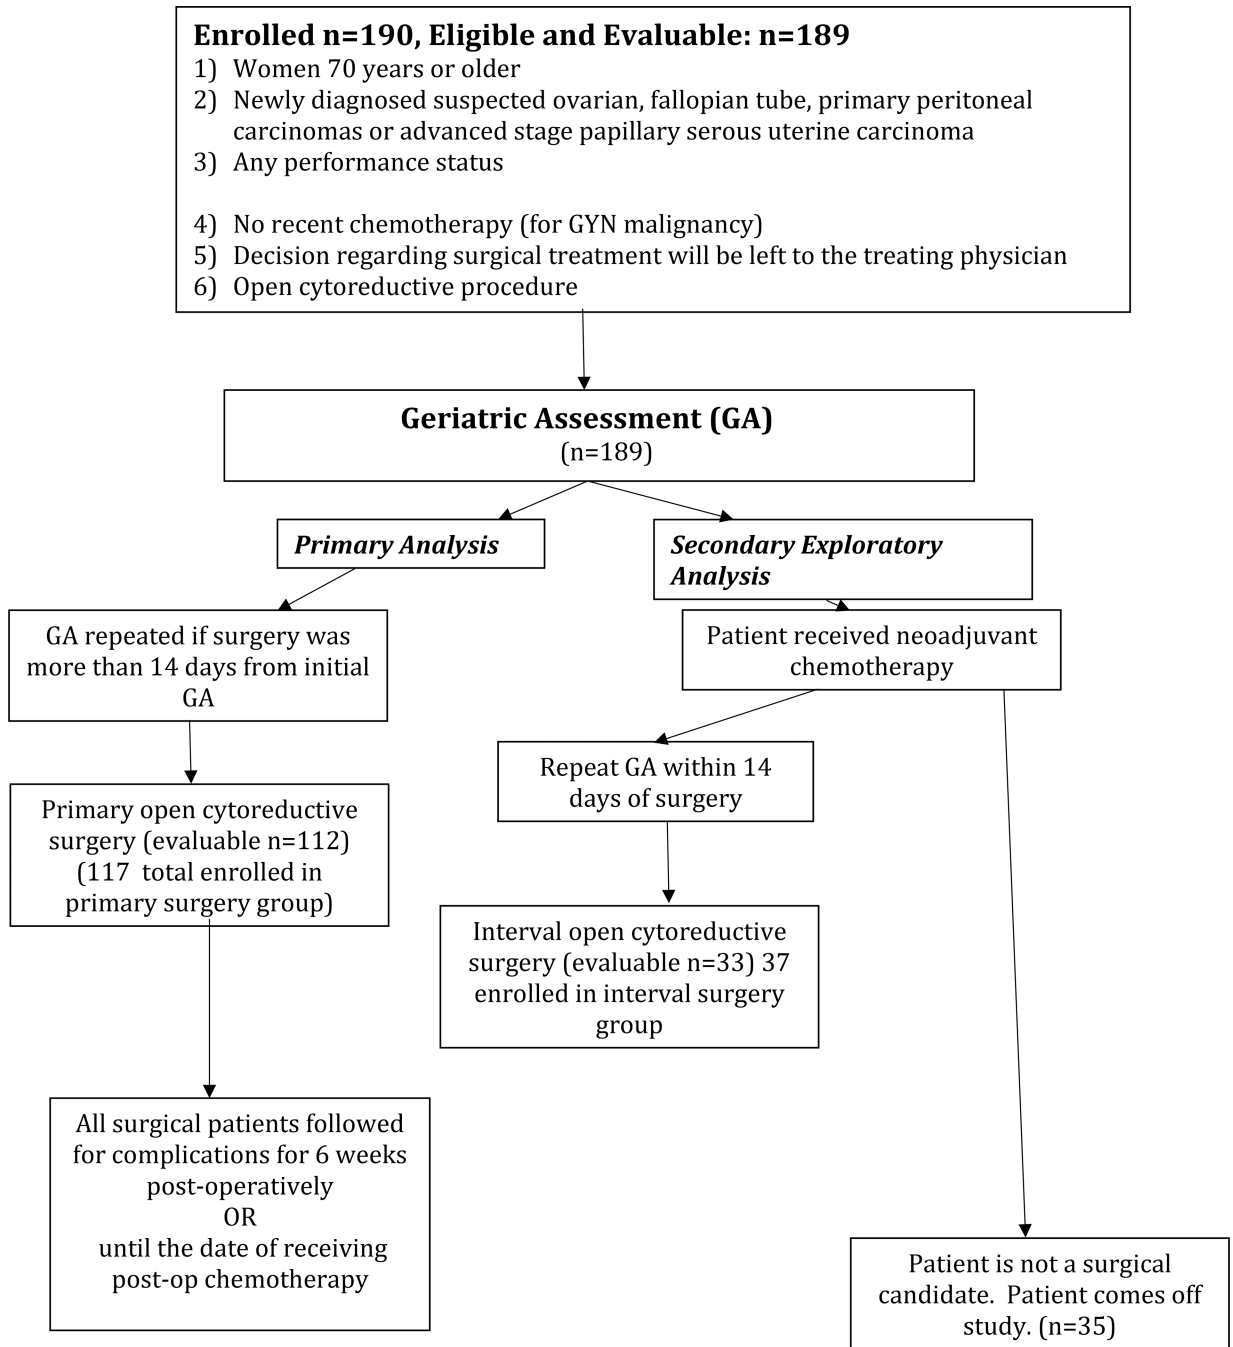 Enrolled n=190, Eligible and Evaluable: n=189
1) Women 70 years or older
2) Newly diagnosed suspected ovarian, fallopian tube, primary peritoneal
carcinomas or advanced stage papillary serous uterine carcinoma
3) Any performance status
4) No recent chemotherapy (for GYN malignancy)
5) Decision regarding surgical treatment will be left to the treating physician
6) Open cytoreductive procedure
Geriatric Assessment (GA)
(n=189)
Primary Analysis
GA repeated if surgery was
more than 14 days from initial
GA
Primary open cytoreductive
surgery (evaluable n=112)
(117 total enrolled in
primary surgery group)
All surgical patients followed
for complications for 6 weeks
post-operatively
OR
until the date of receiving
post-op chemotherapy
Secondary Exploratory
Analysis
Patient received neoadjuvant
chemotherapy
Repeat GA within 14
days of surgery
Interval open cytoreductive
surgery (evaluable n=33) 37
enrolled in interval surgery
group
Patient is not a surgical
candidate. Patient comes off
study. (n=35)